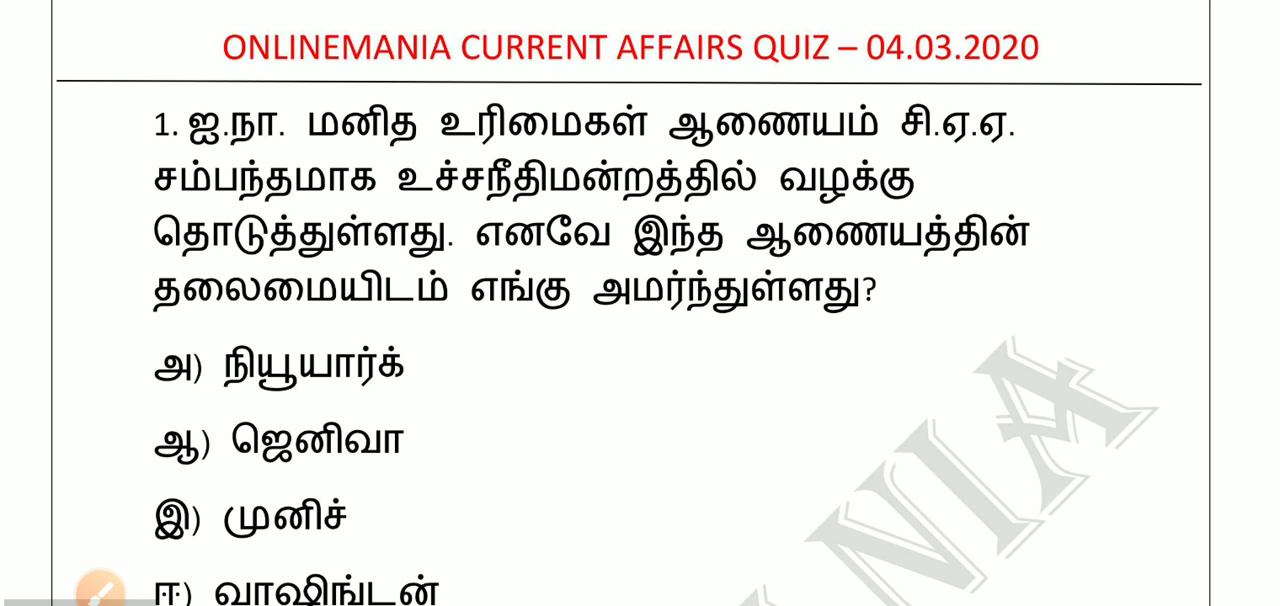 ONLINEMANIA CURRENT AFFAIRS QUIZ – 04.03.2020
1. ஐ.நா. மனித உரிமைகள் ஆணையம் சி.ஏ.ஏ.
சம்பந்தமாக உச்சநீதிமன்றத்தில் வழக்கு
தொடுத்துள்ளது. எனவே இந்த ஆணையத்தின்
தலைமையிடம் எங்கு அமர்ந்துள்ளது?
அ) நியூயார்க்
ஆ) ஜெனிவா
இ) முனிச்
ஈ) வாஷிங்டன்
NIA